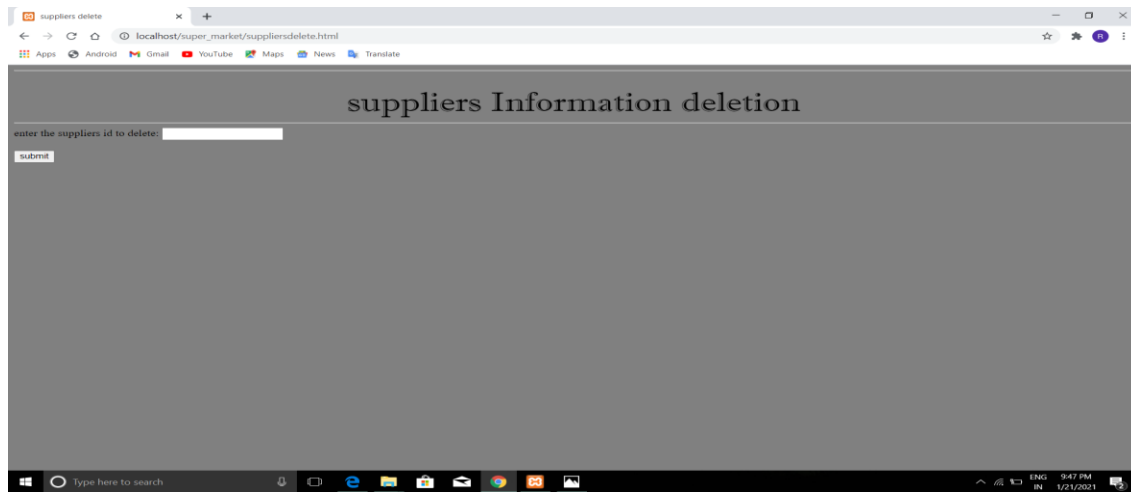 suppliers delete
localhost/super_market/suppliersdelete.html
R
Apps Android Gmail YouTube Maps News Translate
suppliers Information deletion
enter the suppliers id to delete:
submit
Type here to search
ENG 9:47 PM
IN 1/21/2021
2